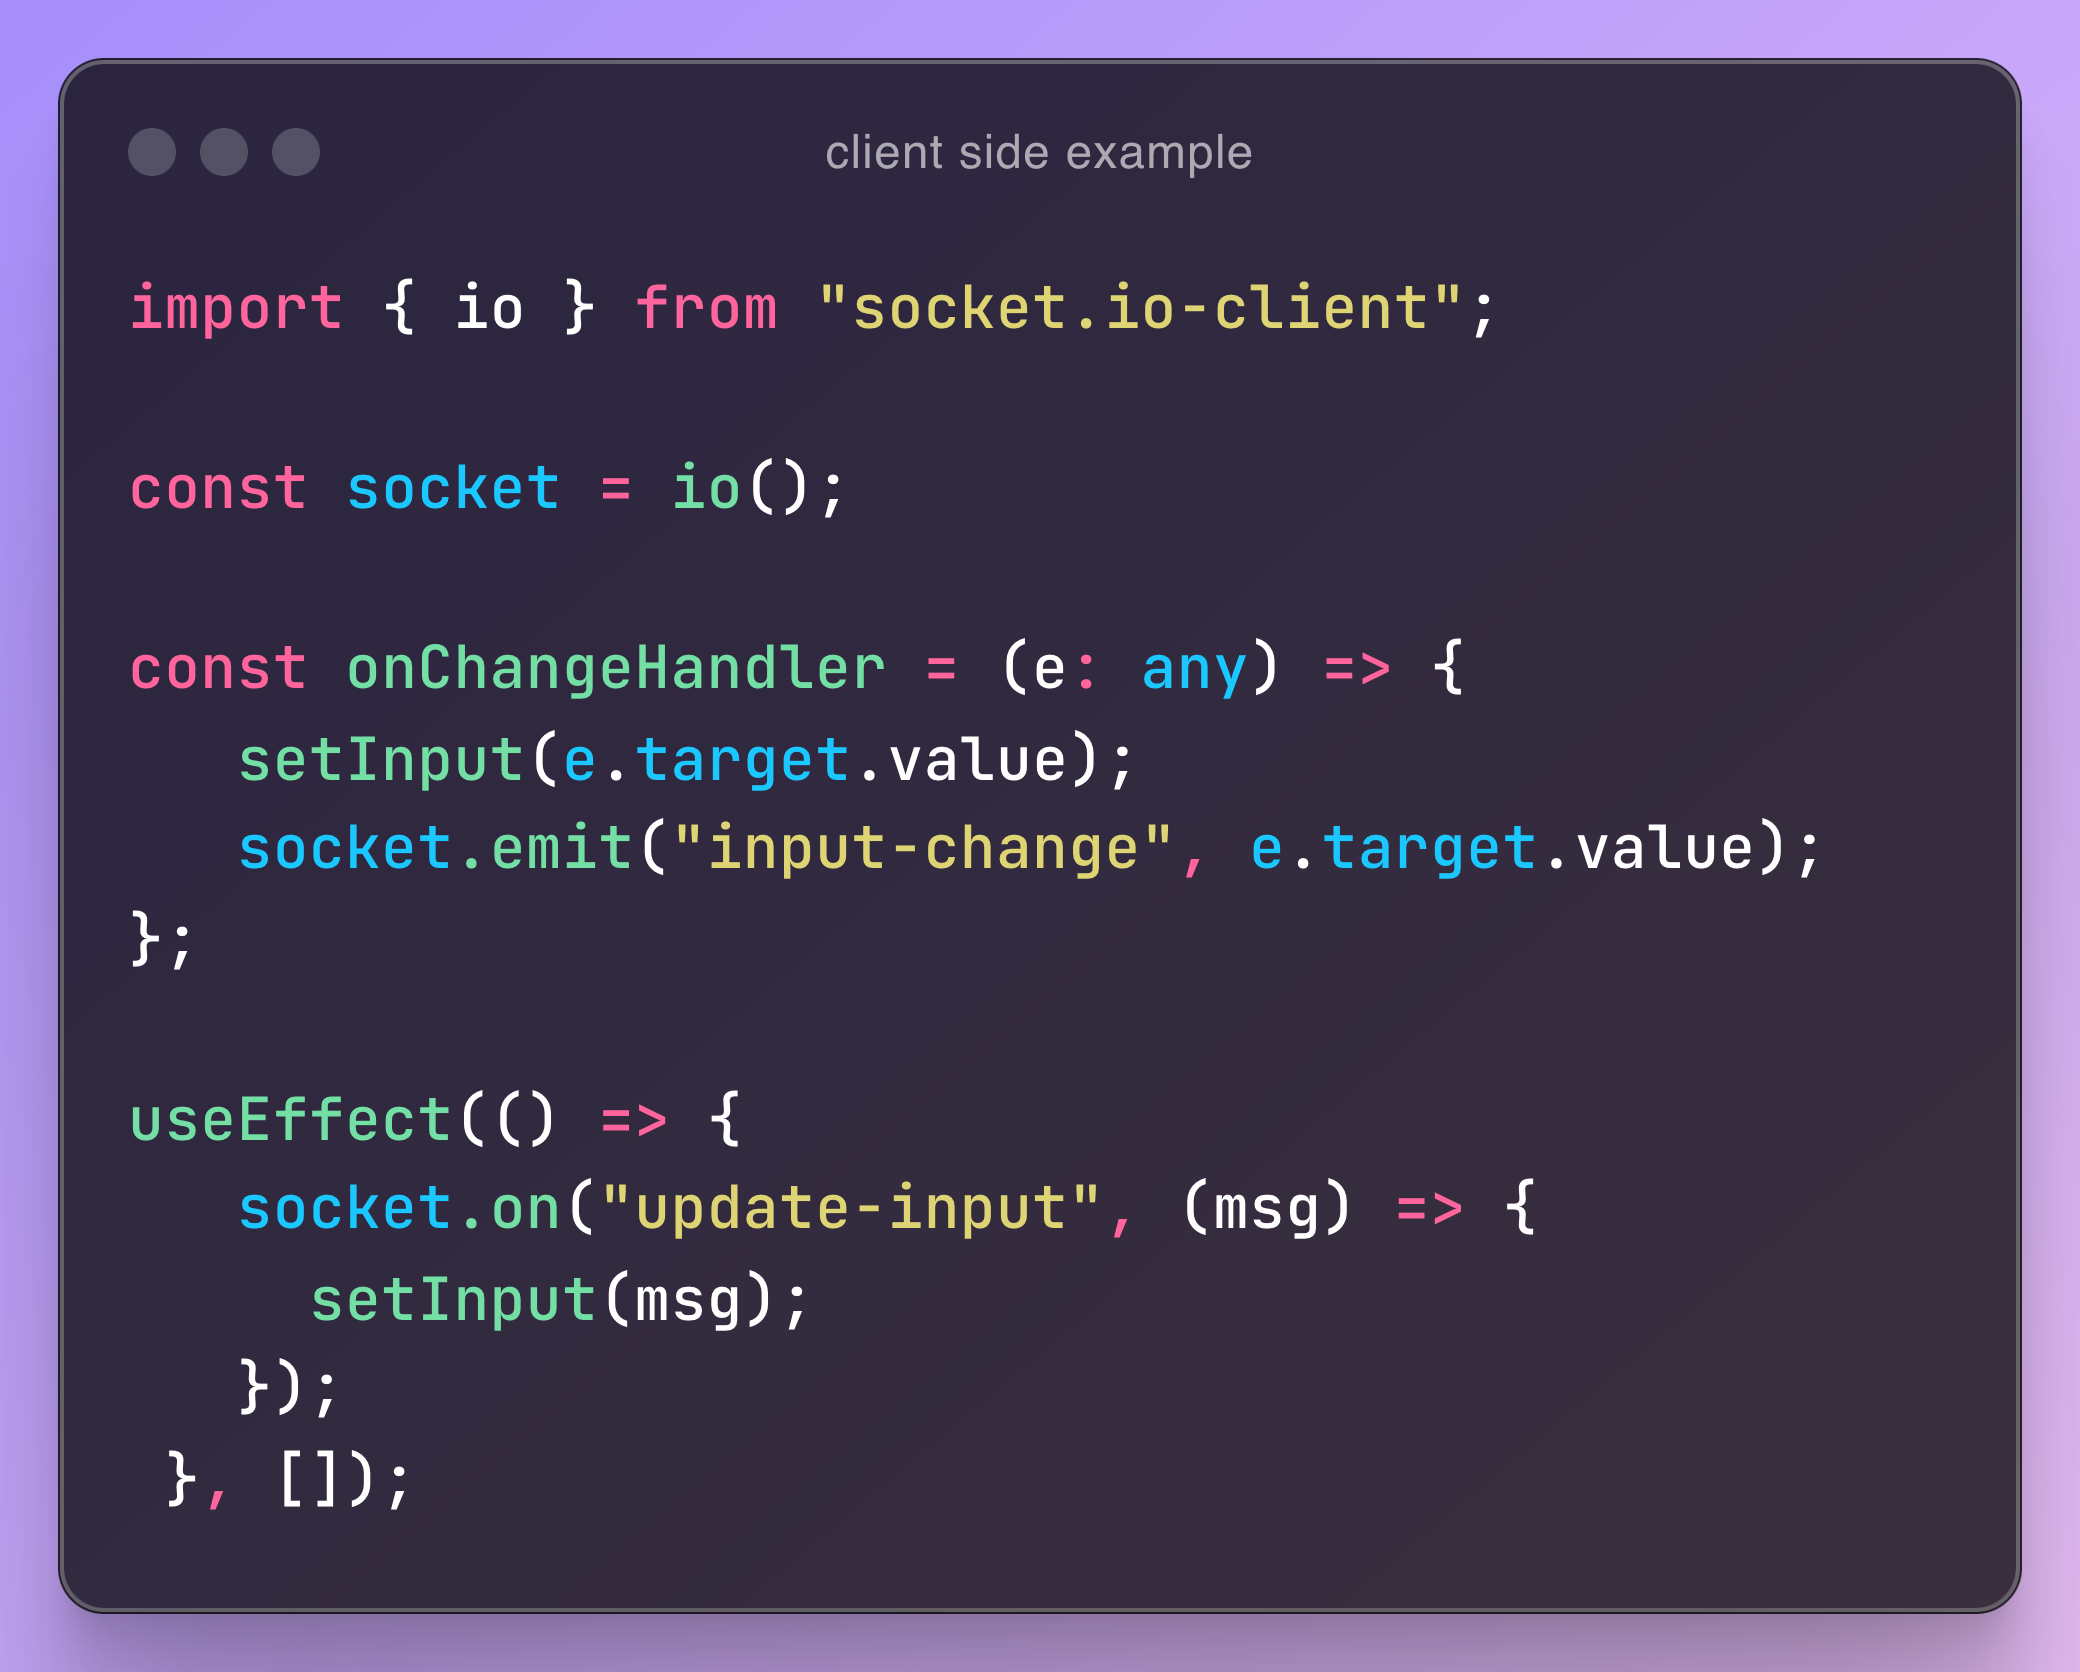 client side example
import { io } from "socket.io-client";
const socket = io();
const onChangeHandler = (e: any) => {
   setInput(e.target.value);
   socket.emit("input-change", e.target.value);
};
useEffect(() => {
   socket.on("update-input", (msg) => {
     setInput(msg);
   });
 }, []);